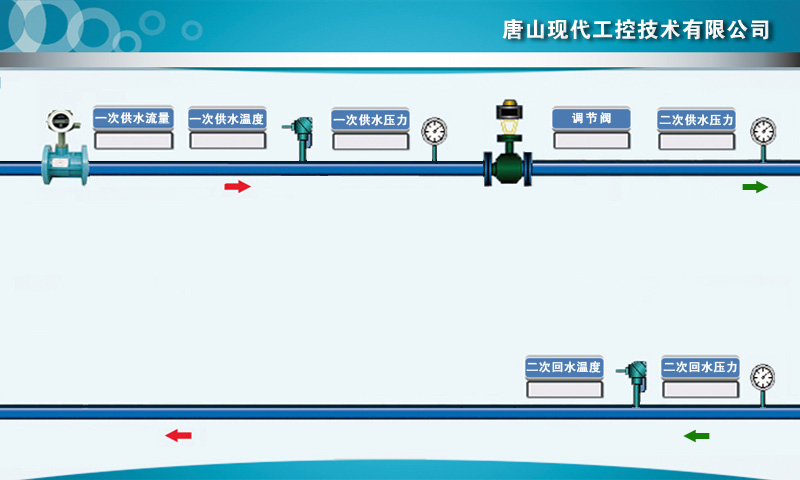 唐山现代工控技术有限公司
一次供水流量
一次供水温度
一次供水压力
调节阀
二次供水压力
二次回水温度
二次回水压力